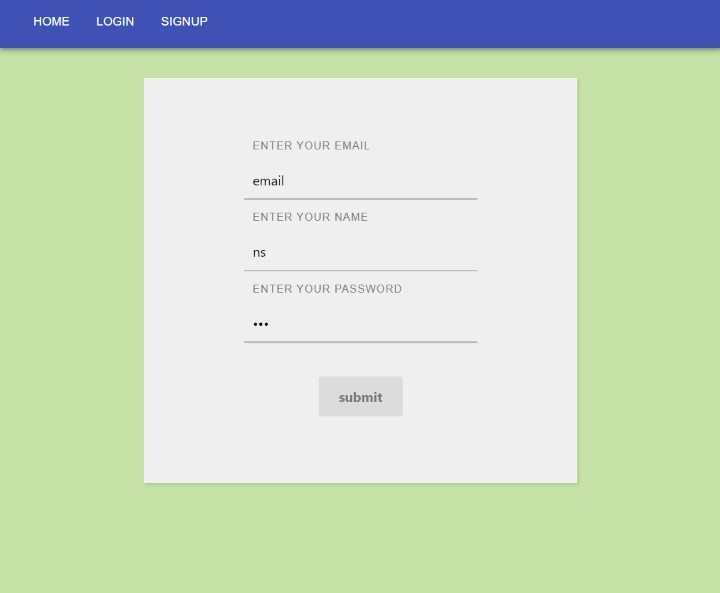 HOME LOGIN SIGNUP
ENTER YOUR EMAIL
email
ENTER YOUR NAME
ns
ENTER YOUR PASSWORD
•••
submit